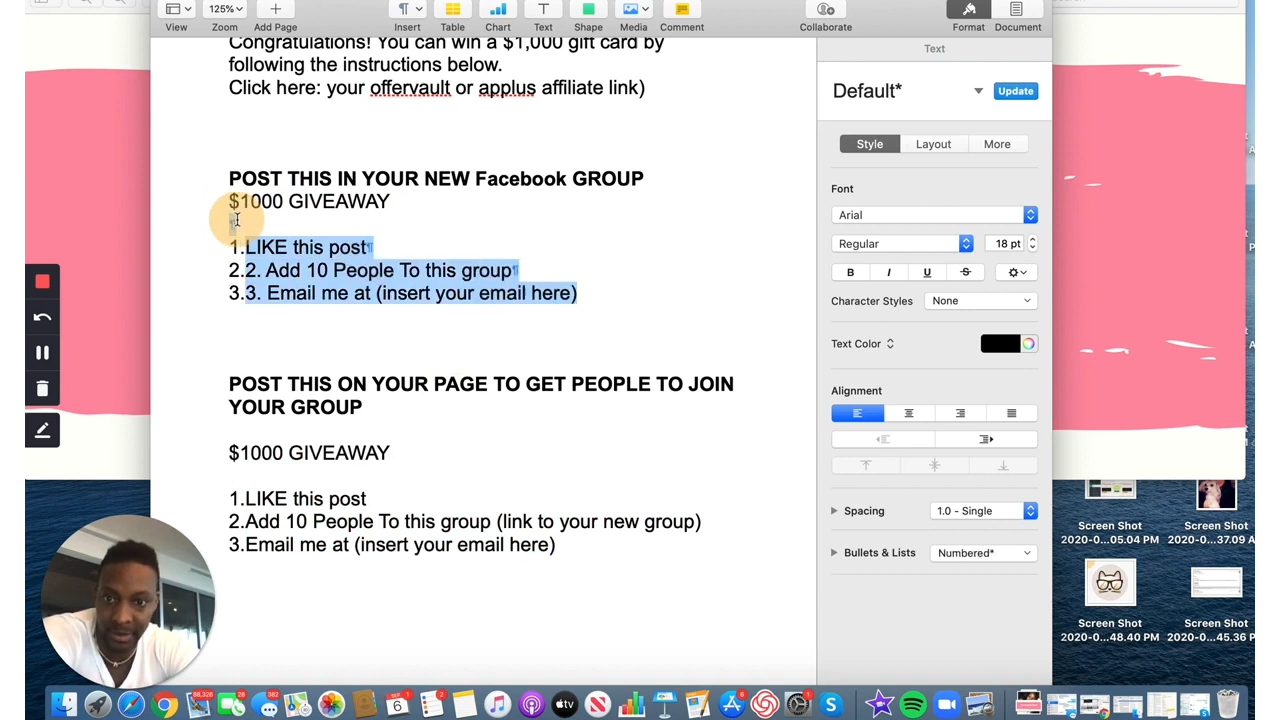 125%
View
Zoom
Add Page
Insert
Table
Chart
Text
Shape
Media
Comment
Collaborate
Format
Document
Congratulations! You can win a $1,000 gift card by
following the instructions below.
Click here: your offervault or applus affiliate link)
POST THIS IN YOUR NEW Facebook GROUP
$1000 GIVEAWAY
1.LIKE this post¶
2.2. Add 10 People To this group¶
3.3. Email me at (insert your email here)
POST THIS ON YOUR PAGE TO GET PEOPLE TO JOIN
YOUR GROUP
$1000 GIVEAWAY
1.LIKE this post
2.Add 10 People To this group (link to your new group)
3.Email me at (insert your email here)
Text
Default*
Update
Style
Layout
More
Font
Arial
Regular
18 pt
B
I
U
S
Character Styles
None
Text Color
Alignment
Spacing
1.0 - Single
Bullets & Lists
Numbered*
Screen Shot
2020-0...05.04 PM
Screen Shot
2020-0...37.09 AM
Screen Shot
2020-0...48.40 PM
Screen Shot
2020-0...45.36 PM
SEP
6